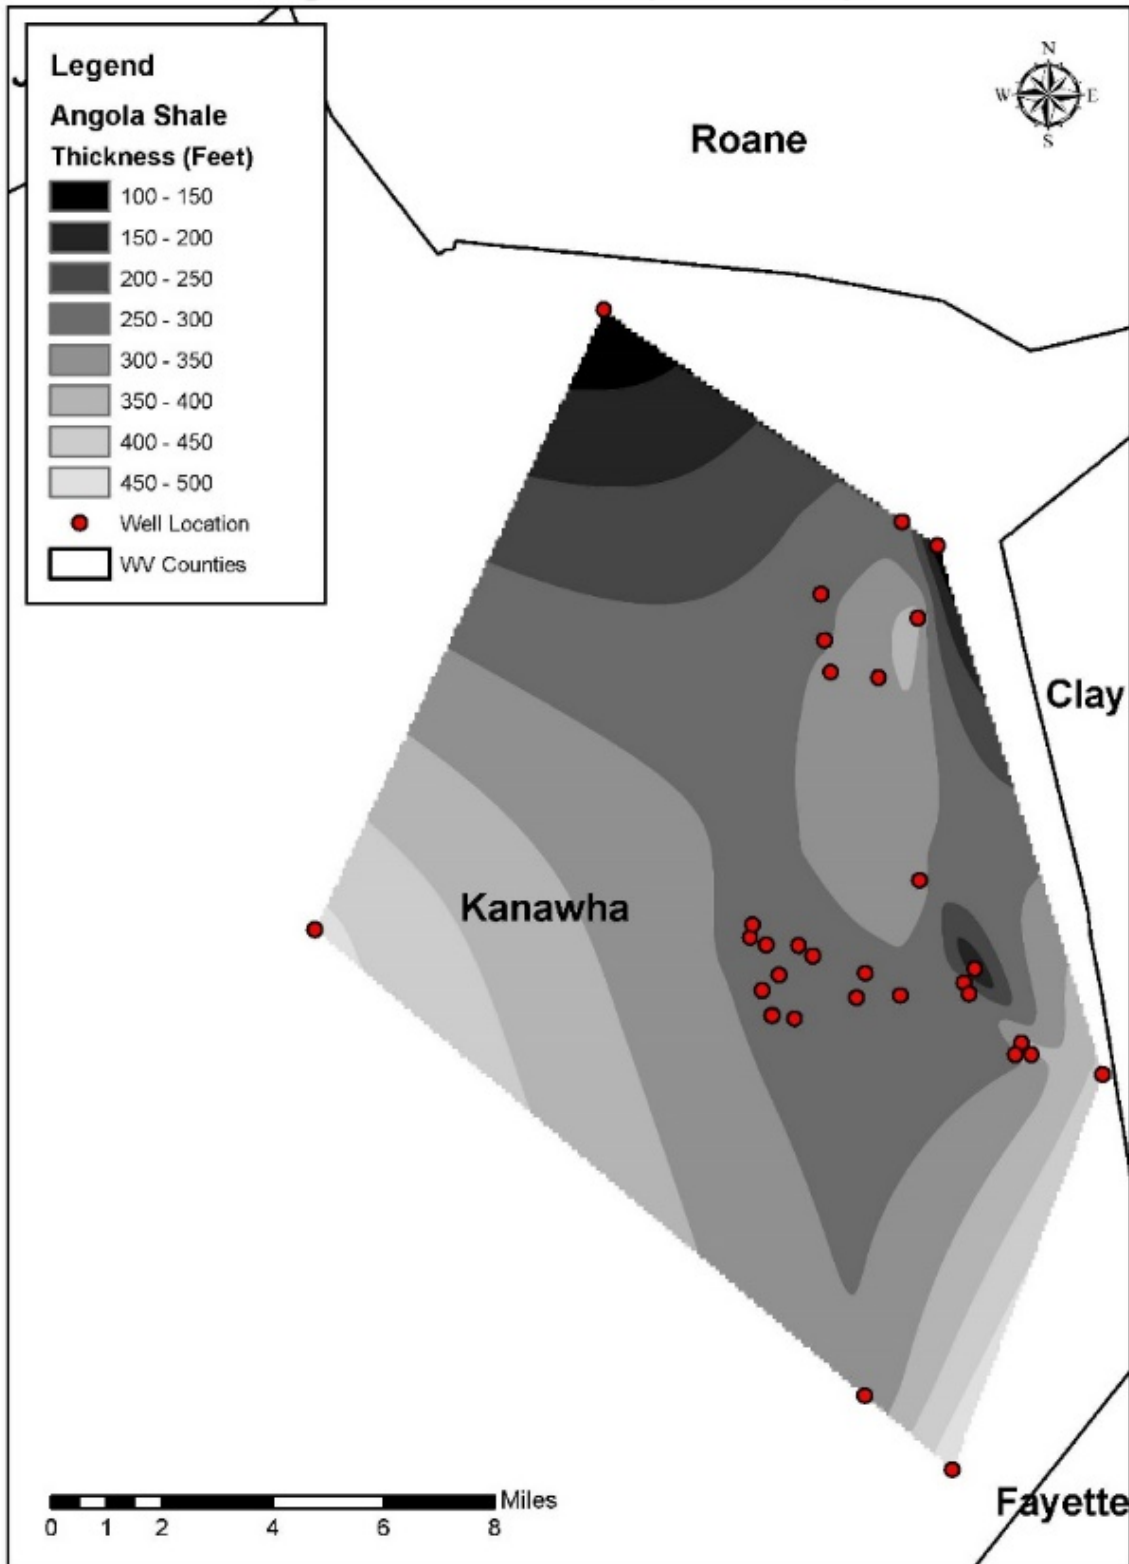 Legend
Angola Shale
Thickness (Feet)
100 - 150
150 - 200
200 - 250
250 - 300
300 - 350
350 - 400
400 - 450
450 - 500
Well Location
WV Counties
N
W E
S
Roane
Clay
Kanawha
Fayette
Miles
0 1 2 4 6 8